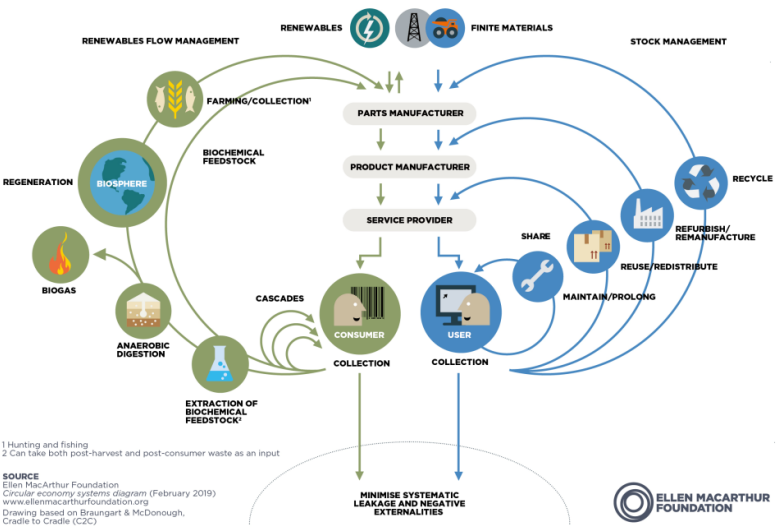 RENEWABLES
FINITE MATERIALS
RENEWABLES FLOW MANAGEMENT
STOCK MANAGEMENT
FARMING/COLLECTION¹
PARTS MANUFACTURER
BIOCHEMICAL
FEEDSTOCK
PRODUCT MANUFACTURER
REGENERATION
BIOSPHERE
RECYCLE
SERVICE PROVIDER
SHARE
REFURBISH/
REMANUFACTURE
REUSE/REDISTRIBUTE
BIOGAS
CASCADES
MAINTAIN/PROLONG
CONSUMER
USER
ANAEROBIC
DIGESTION
COLLECTION
COLLECTION
EXTRACTION OF
BIOCHEMICAL
FEEDSTOCK²
1 Hunting and fishing
2 Can take both post-harvest and post-consumer waste as an input
SOURCE
Ellen MacArthur Foundation
Circular economy systems diagram (February 2019)
www.ellenmacarthurfoundation.org
Drawing based on Braungart & McDonough,
Cradle to Cradle (C2C)
MINIMISE SYSTEMATIC
LEAKAGE AND NEGATIVE
EXTERNALITIES
ELLEN MACARTHUR
FOUNDATION